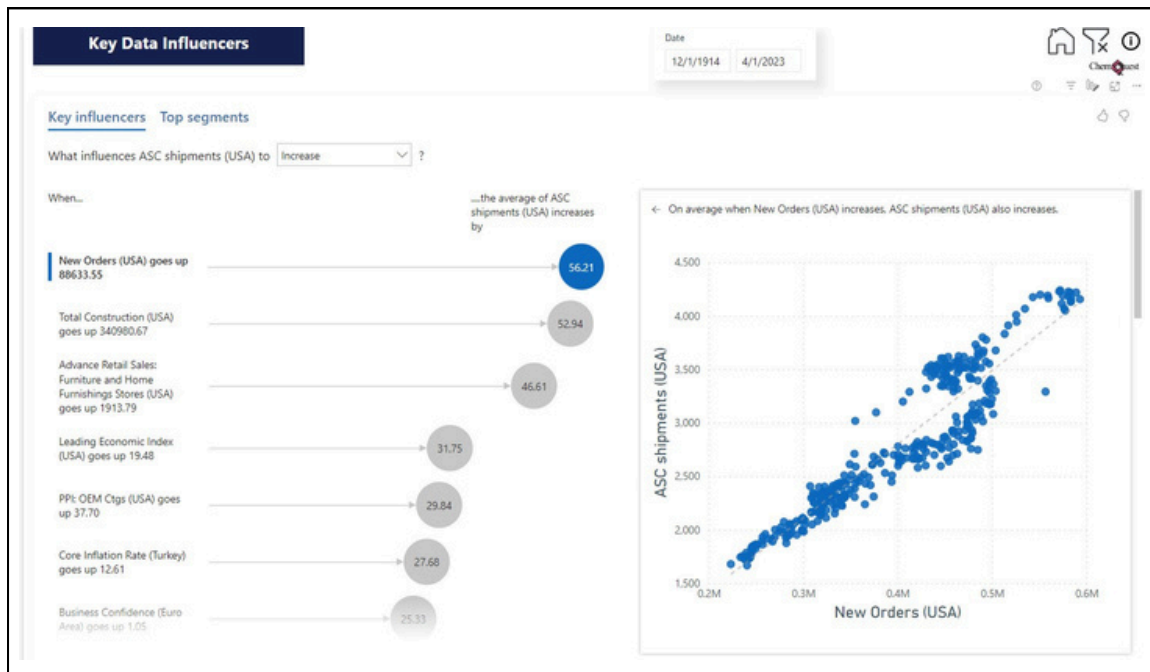 Key Data Influencers
Date
12/1/1914 4/1/2023
ChemQuest
Key influencers Top segments
What influences ASC shipments (USA) to Increase ?
When...
....the average of ASC
shipments (USA) increases
by
New Orders (USA) goes up
88633.55
56.21
Total Construction (USA)
goes up 340980.67
52.94
Advance Retail Sales:
Furniture and Home
Furnishings Stores (USA)
goes up 1913.79
46.61
Leading Economic Index
(USA) goes up 19.48
31.75
PPI: OEM Ctgs (USA) goes
up 37.70
29.84
Core Inflation Rate (Turkey)
goes up 12.61
27.68
Business Confidence (Euro
Area) goes up 1.05
25.33
← On average when New Orders (USA) increases, ASC shipments (USA) also increases.
4.500
4.000
3.500
3.000
2.500
2.000
1.500
ASC shipments (USA)
0.2M 0.3M 0.4M 0.5M 0.6M
New Orders (USA)